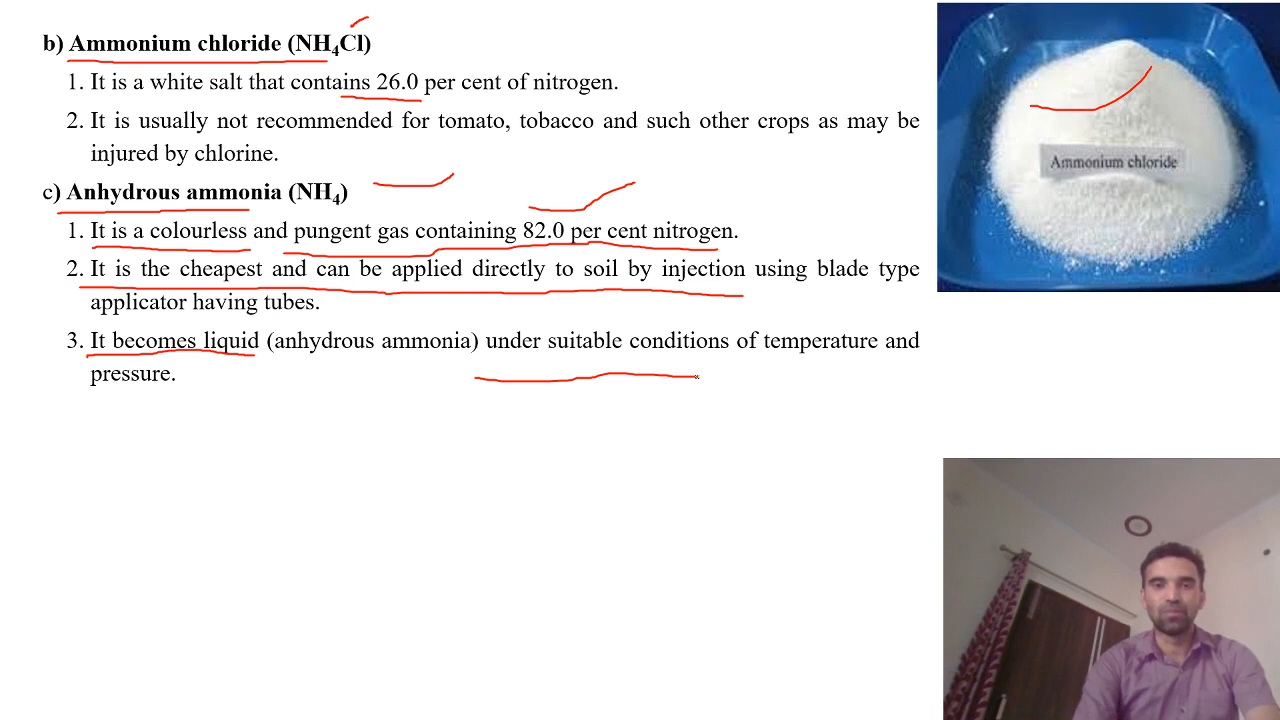 b) Ammonium chloride (NH₄Cl)
1. It is a white salt that contains 26.0 per cent of nitrogen.
2. It is usually not recommended for tomato, tobacco and such other crops as may be
injured by chlorine.
c) Anhydrous ammonia (NH₄)
1. It is a colourless and pungent gas containing 82.0 per cent nitrogen.
2. It is the cheapest and can be applied directly to soil by injection using blade type
applicator having tubes.
3. It becomes liquid (anhydrous ammonia) under suitable conditions of temperature and
pressure.
Ammonium chloride